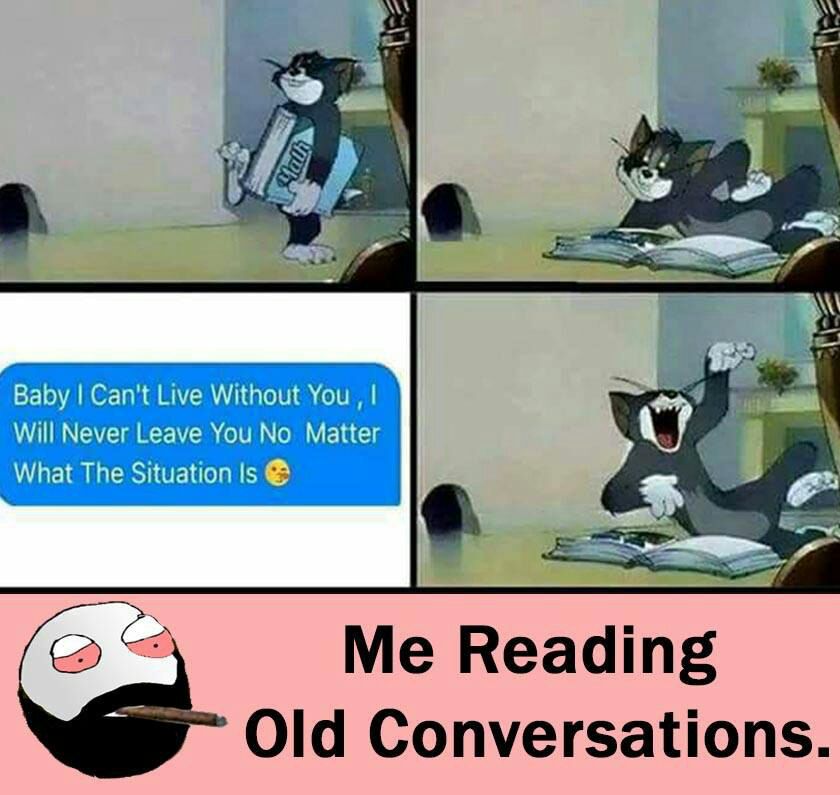 Math
Baby I Can't Live Without You , I
Will Never Leave You No Matter
What The Situation Is 😘
Me Reading
Old Conversations.